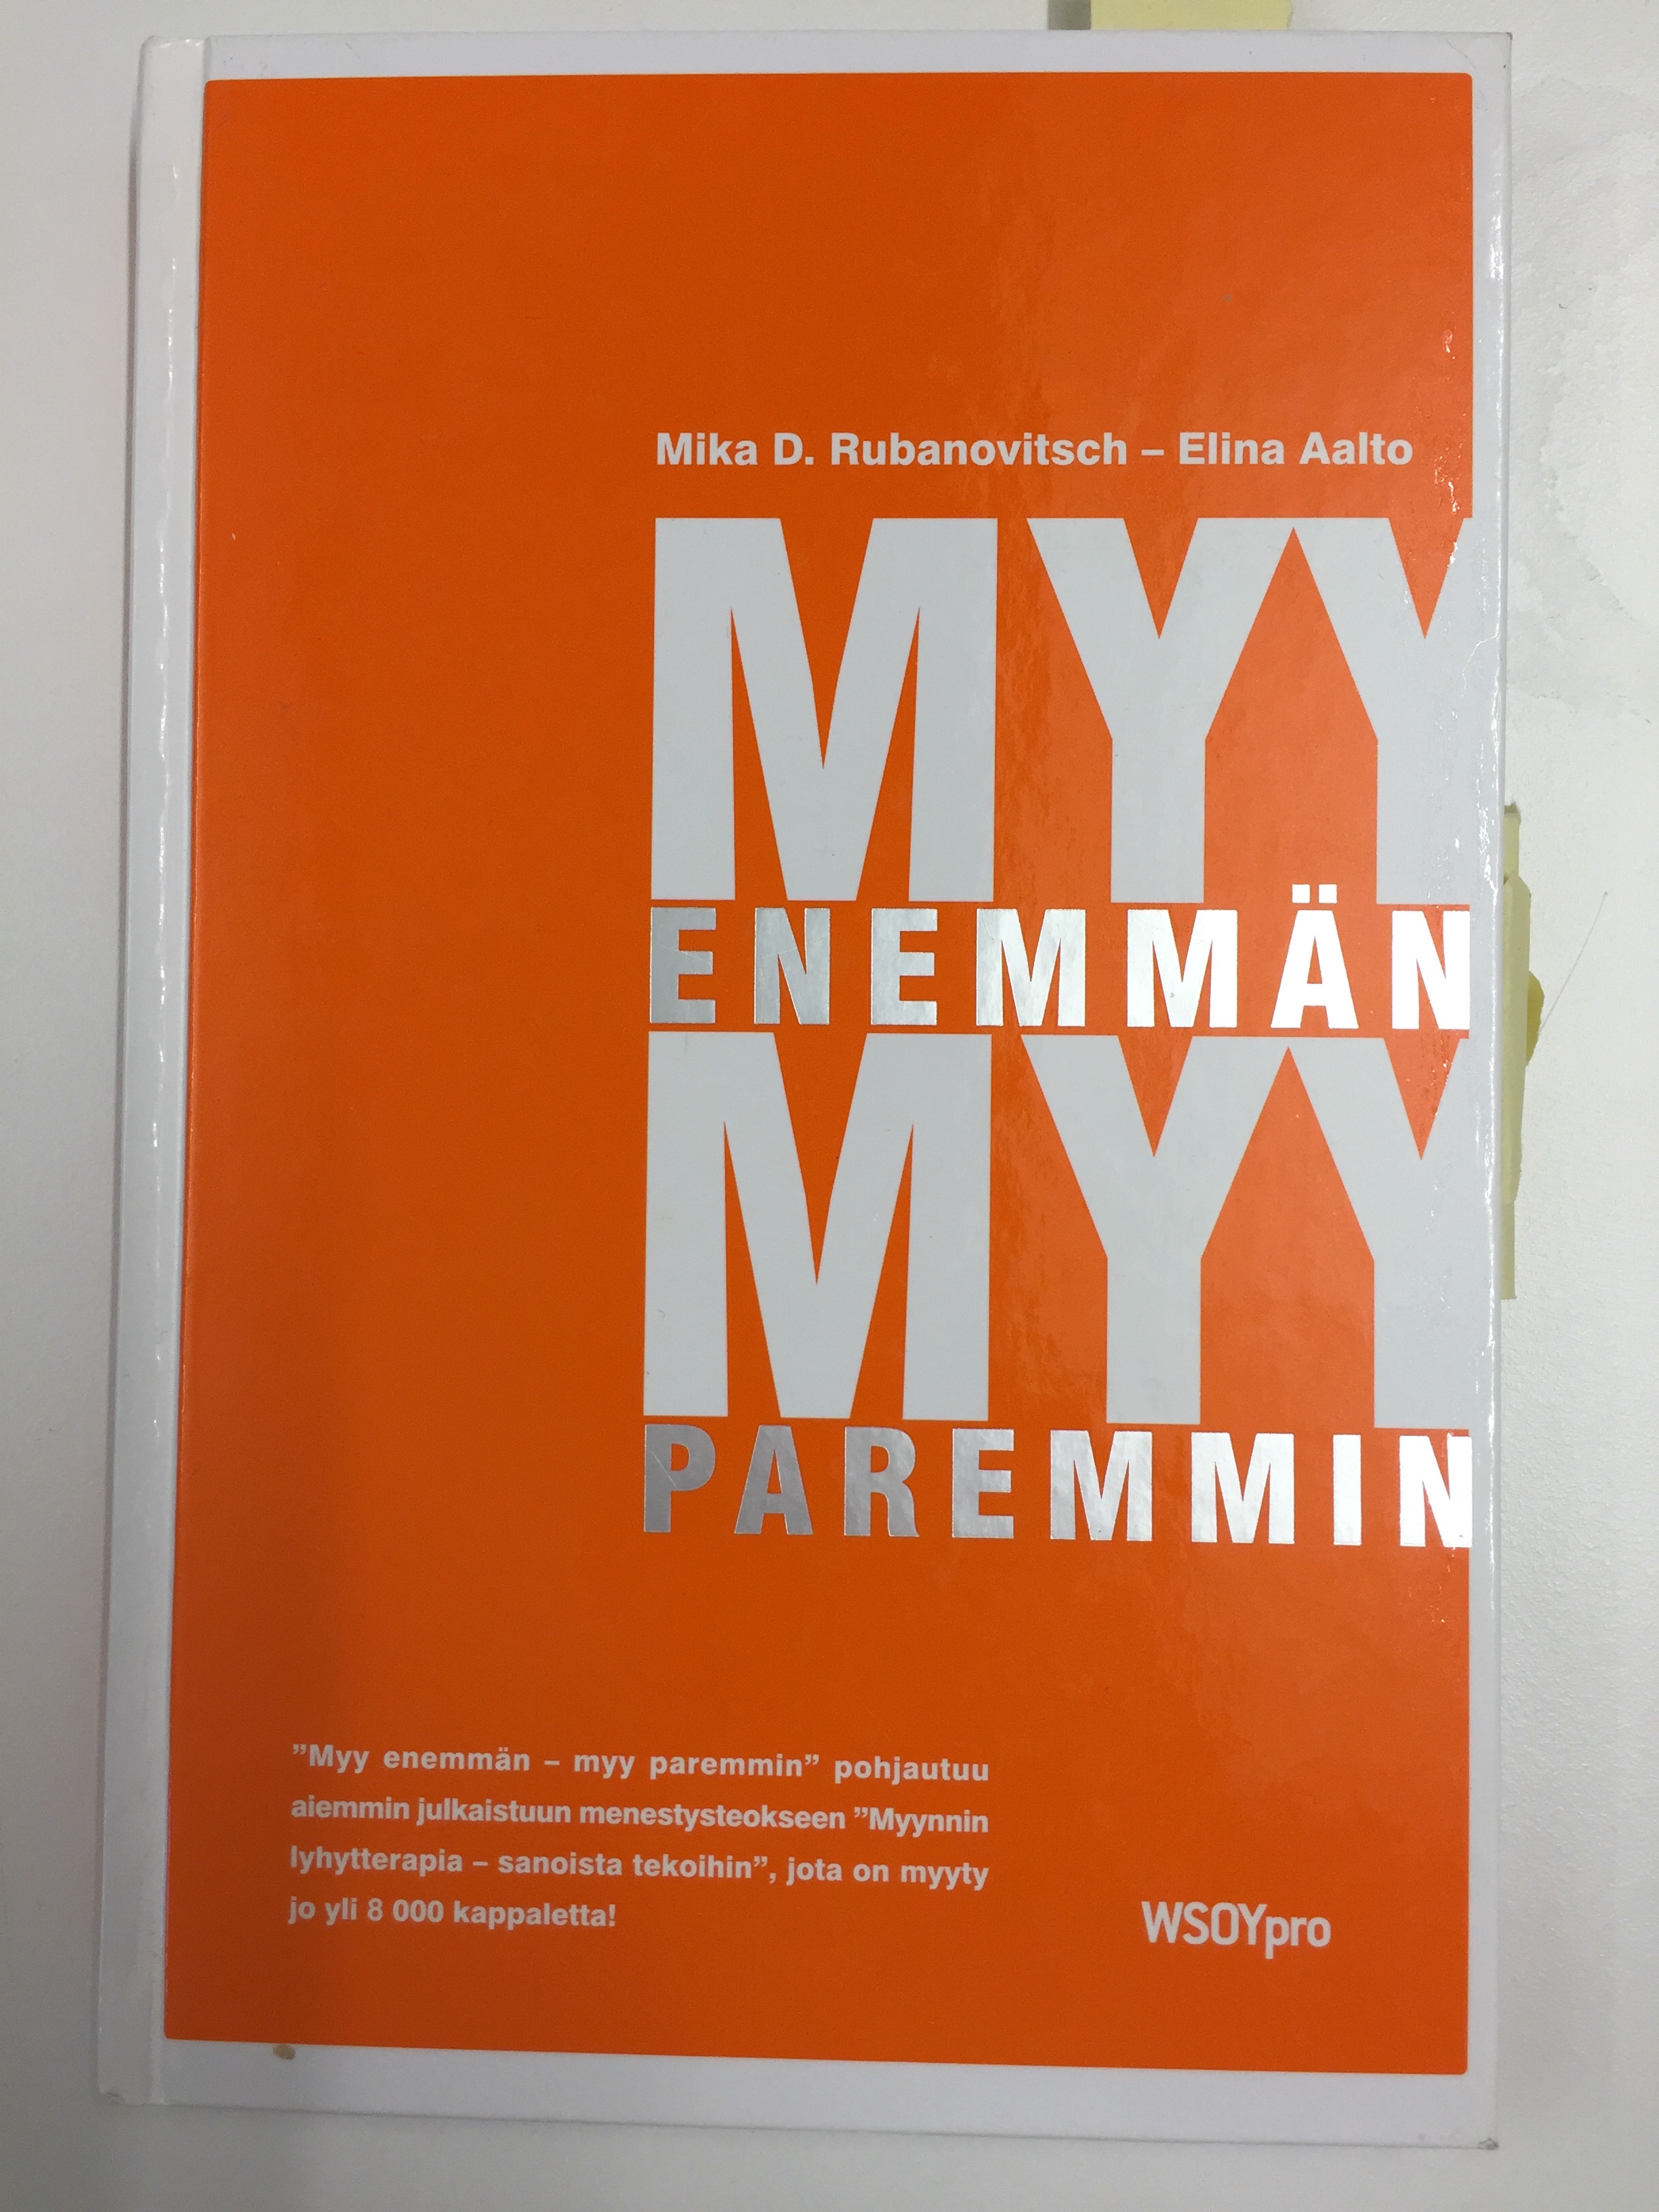 Mika D. Rubanovitsch – Elina Aalto
MYY
ENEMMÄN
MYY
PAREMMIN
”Myy enemmän – myy paremmin” pohjautuu
aiemmin julkaistuun menestysteokseen ”Myynnin
lyhytterapia – sanoista tekoihin”, jota on myyty
jo yli 8 000 kappaletta!
WSOYpro